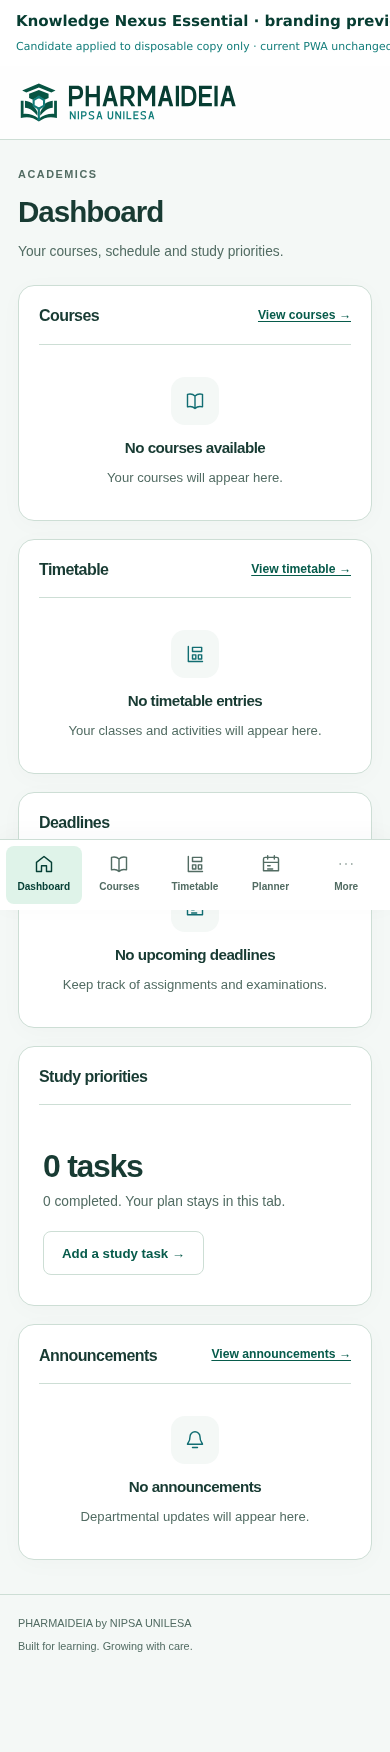 Knowledge Nexus Essential · branding previ
Candidate applied to disposable copy only · current PWA unchanged
PHARMAIDEIA
NIPSA UNILESA
ACADEMICS
Dashboard
Your courses, schedule and study priorities.
Courses
View courses →
No courses available
Your courses will appear here.
Timetable
View timetable →
No timetable entries
Your classes and activities will appear here.
Deadlines
Dashboard
Courses
Timetable
Planner
More
No upcoming deadlines
Keep track of assignments and examinations.
Study priorities
0 tasks
0 completed. Your plan stays in this tab.
Add a study task →
Announcements
View announcements →
No announcements
Departmental updates will appear here.
PHARMAIDEIA by NIPSA UNILESA
Built for learning. Growing with care.